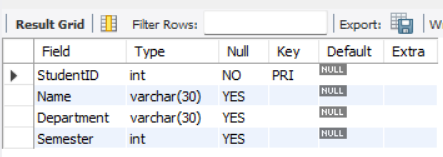 Result Grid Filter Rows: Export: W
Field Type Null Key Default Extra
StudentID int NO PRI NULL
Name varchar(30) YES NULL
Department varchar(30) YES NULL
Semester int YES NULL